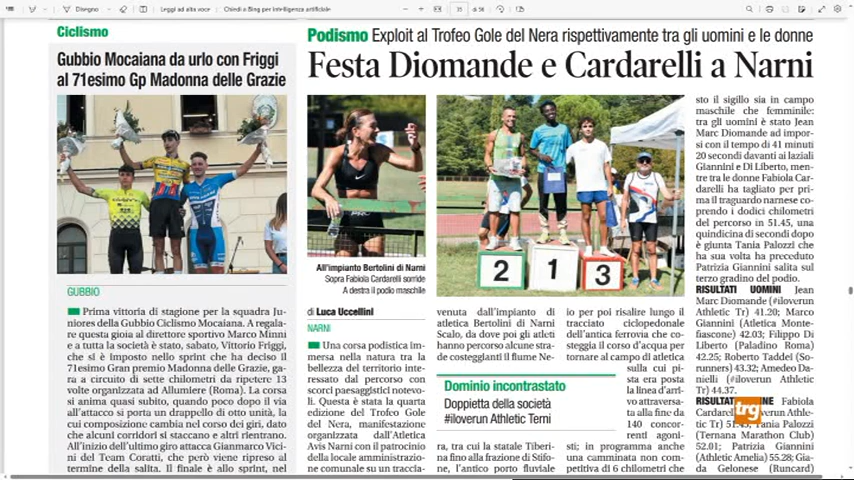 Disegno
Leggi ad alta voce
Chiedi a Bing per intelligenza artificiale
Ciclismo
Gubbio Mocaiana da urlo con Friggi
al 71esimo Gp Madonna delle Grazie
GUBBIO
Prima vittoria di stagione per la squadra Ju-
niores della Gubbio Ciclismo Mocaiana. A regala-
re questa gioia al direttore sportivo Marco Minni
e a tutta la società è stato, sabato, Vittorio Friggi,
che si è imposto nello sprint che ha deciso il
71esimo Gran premio Madonna delle Grazie, ga-
ra a circuito di sette chilometri da ripetere 13
volte organizzata ad Allumiere (Roma). La corsa
si anima quasi subito, quando poco dopo il via
all'attacco si porta un drappello di otto unità, la
cui composizione cambia nel corso dei giri, dato
che alcuni corridori si staccano e altri rientrano.
All'inizio dell'ultimo giro attacca Gianmarco Vici-
ni del Team Coratti, che però viene ripreso al
termine della salita. Il finale è allo sprint, nel
Podismo Exploit al Trofeo Gole del Nera rispettivamente tra gli uomini e le donne
Festa Diomande e Cardarelli a Narni
2 1 3
All'impianto Bertolini di Narni
Sopra Fabiola Cardarelli sorride
A destra il podio maschile
di Luca Uccellini
NARNI
Una corsa podistica im-
mersa nella natura tra la
bellezza del territorio inte-
ressato dal percorso con
scorci paesaggistici notevo-
li. Questa è stata la quarta
edizione del Trofeo Gole
del Nera, manifestazione
organizzata dall'Atletica
Avis Narni con il patrocinio
della locale amministrazio-
ne comunale su un traccia-
venuta dall'impianto di
atletica Bertolini di Narni
Scalo, da dove poi gli atleti
hanno percorso alcune stra-
de costeggianti il fiume Ne-
Dominio incontrastato
Doppietta della società
#iloverun Athletic Terni
ra, tra cui la statale Tiberi-
na fino alla frazione di Stifo-
ne, l'antico porto fluviale
io per poi risalire lungo il
tracciato ciclopedonale
dell'antica ferrovia che co-
steggia il corso d'acqua per
tornare al campo di atletica
sulla cui pi-
sta era posta
la linea d'arri-
vo attraversa-
ta alla fine da
140 concor-
renti agoni-
sti; in programma anche
una camminata non com-
petitiva di 6 chilometri che
sto il sigillo sia in campo
maschile che femminile:
tra gli uomini è stato Jean
Marc Diomande ad impor-
si con il tempo di 41 minuti
20 secondi davanti ai laziali
Giannini e Di Liberto, men-
tre tra le donne Fabiola Car-
darelli ha tagliato per pri-
ma il traguardo narnese co-
prendo i dodici chilometri
del percorso in 51.45, una
quindicina di secondi dopo
è giunta Tania Palozzi che
ha sua volta ha preceduto
Patrizia Giannini salita sul
terzo gradino del podio.
RISULTATI UOMINI Jean
Marc Diomande (#iloverun
Athletic Tr) 41.20; Marco
Giannini (Atletica Monte-
fiascone) 42.03; Filippo Di
Liberto (Paladino Roma)
42.25; Roberto Taddei (So-
runners) 43.32; Amedeo Da-
nielli (#iloverun Athletic
Tr) 44.37.
Fabiola
trg
Athle-
Palozzi
(Ternana Marathon Club)
52.01; Patrizia Giannini
(Athletic Amelia) 55.28; Gia-
da Gelonese (Runcard)